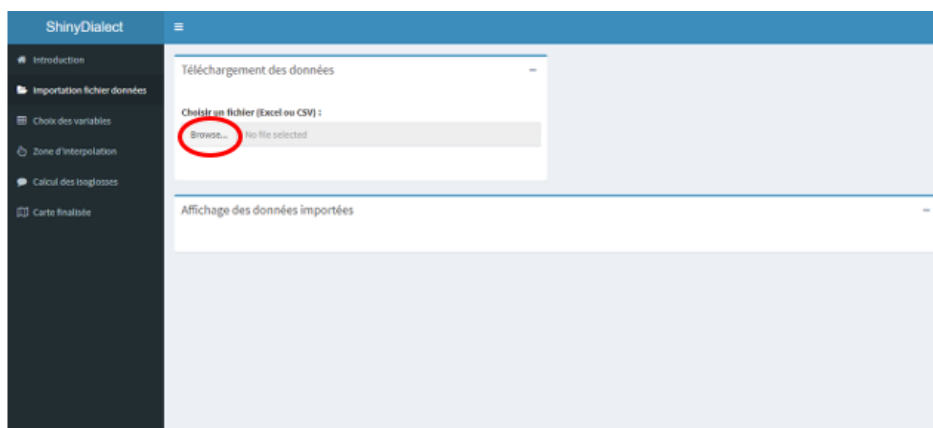 ShinyDialect
Introduction
Importation fichier données
Choix des variables
Zone d'interpolation
Calcul des isoglosses
Carte finalisée
Téléchargement des données
Choisir un fichier (Excel ou CSV) :
Browse... No file selected
Affichage des données importées